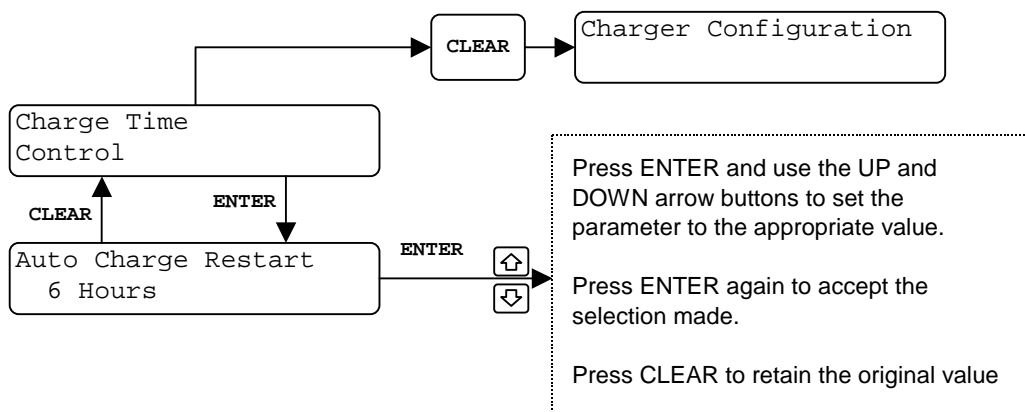 CLEAR
Charger Configuration
Charge Time
Control
CLEAR
ENTER
Auto Charge Restart
6 Hours
ENTER
Press ENTER and use the UP and
DOWN arrow buttons to set the
parameter to the appropriate value.
Press ENTER again to accept the
selection made.
Press CLEAR to retain the original value